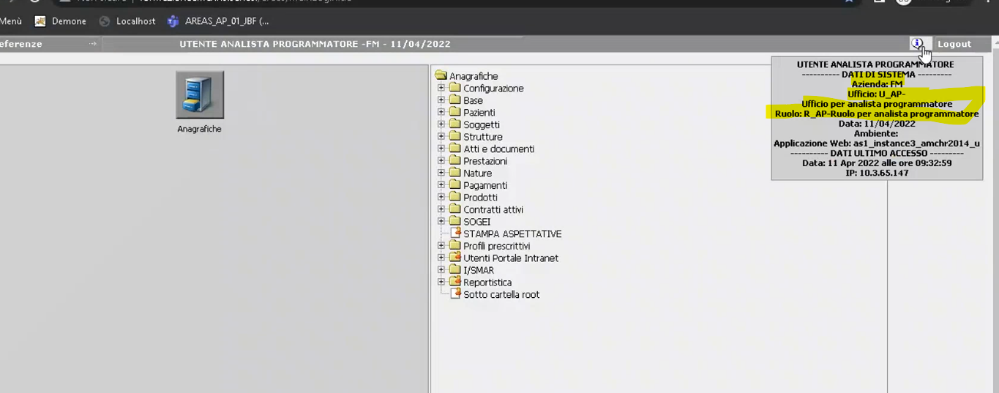 Menù Demone Localhost AREAS_AP_01_JBF (...
eferenze UTENTE ANALISTA PROGRAMMATORE -FM - 11/04/2022 Logout
Anagrafiche
Anagrafiche
Configurazione
Base
Pazienti
Soggetti
Strutture
Atti e documenti
Prestazioni
Nature
Pagamenti
Prodotti
Contratti attivi
SOGEI
STAMPA ASPETTATIVE
Profili prescrittivi
Utenti Portale Intranet
I/SMAR
Reportistica
Sotto cartella root
UTENTE ANALISTA PROGRAMMATORE
---------- DATI DI SISTEMA ---------
Azienda: FM
Ufficio: U_AP-
Ufficio per analista programmatore
Ruolo: R_AP-Ruolo per analista programmatore
Data: 11/04/2022
Ambiente:
Applicazione Web: as1_instance3_amchr2014_u
---------- DATI ULTIMO ACCESSO ---------
Data: 11 Apr 2022 alle ore 09:32:59
IP: 10.3.65.147